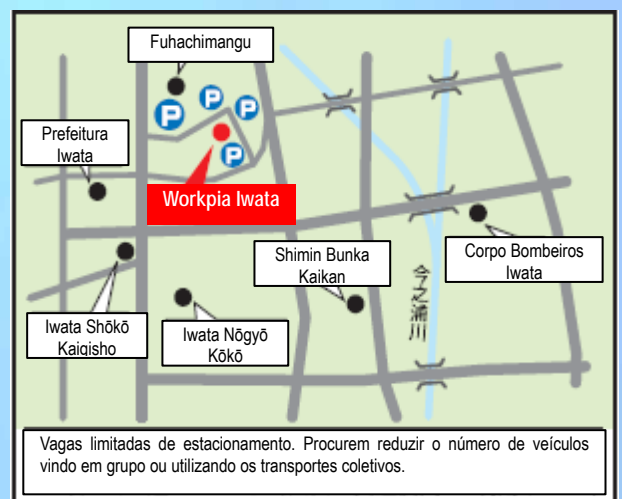 Fuhachimangu
P
P
P
P
Prefeitura
Iwata
Workpia Iwata
Shimin Bunka
Kaikan
Corpo Bombeiros
Iwata
今之浦川
Iwata Shōkō
Kaigisho
Iwata Nōgyō
Kōkō
Vagas limitadas de estacionamento. Procurem reduzir o número de veículos
vindo em grupo ou utilizando os transportes coletivos.